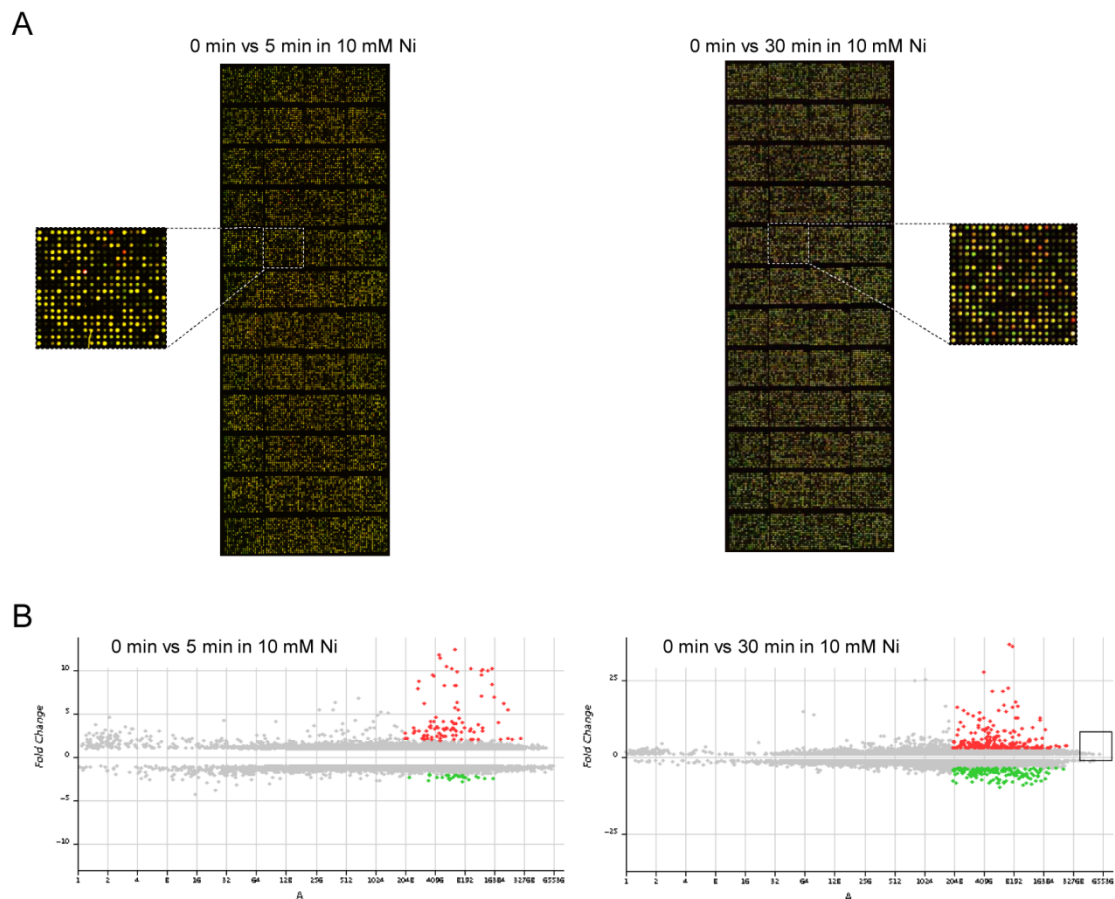 A
0 min vs 5 min in 10 mM Ni
0 min vs 30 min in 10 mM Ni
B
0 min vs 5 min in 10 mM Ni
10
5
0
−5
−10
Fold Change
1 2 4 8 16 32 64 128 256 512 1024 2048 4096 8192 16384 32768 65536
A
0 min vs 30 min in 10 mM Ni
25
0
−25
Fold Change
1 2 4 8 16 32 64 128 256 512 1024 2048 4096 8192 16384 32768 65536
A